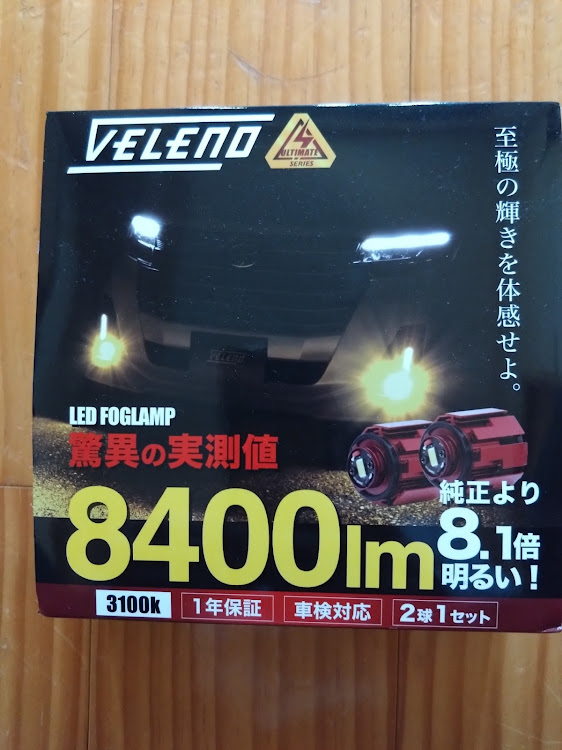 VELENO
ULTIMATE
SERIES
至極の輝きを体感せよ。
VELENO
LED FOGLAMP
驚異の実測値
8400lm
純正より
8.1倍
明るい！
3100k
1年保証
車検対応
2球1セット